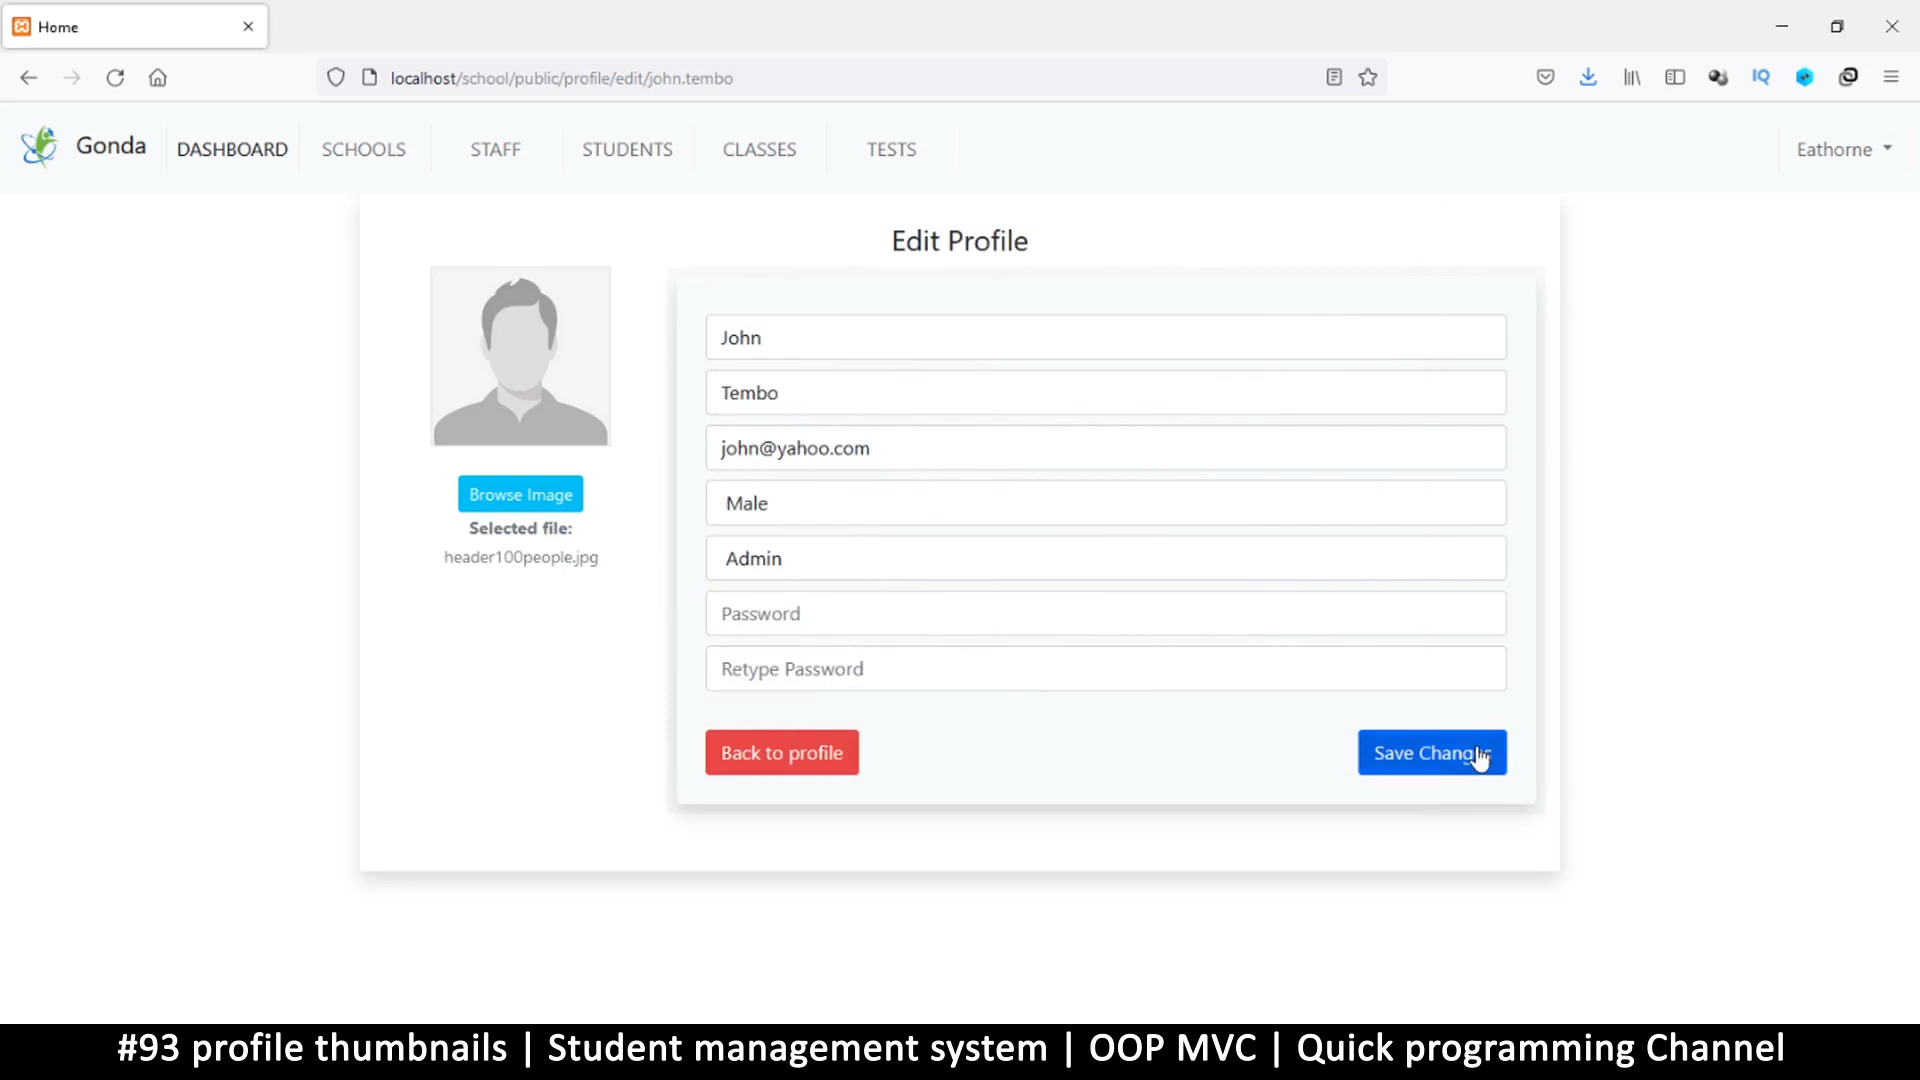 Home
localhost/school/public/profile/edit/john.tembo
IQ
Gonda
DASHBOARD
SCHOOLS
STAFF
STUDENTS
CLASSES
TESTS
Eathorne
Edit Profile
Browse Image
Selected file:
header100people.jpg
John
Tembo
john@yahoo.com
Male
Admin
Password
Retype Password
Back to profile
Save Changes
#93 profile thumbnails | Student management system | OOP MVC | Quick programming Channel